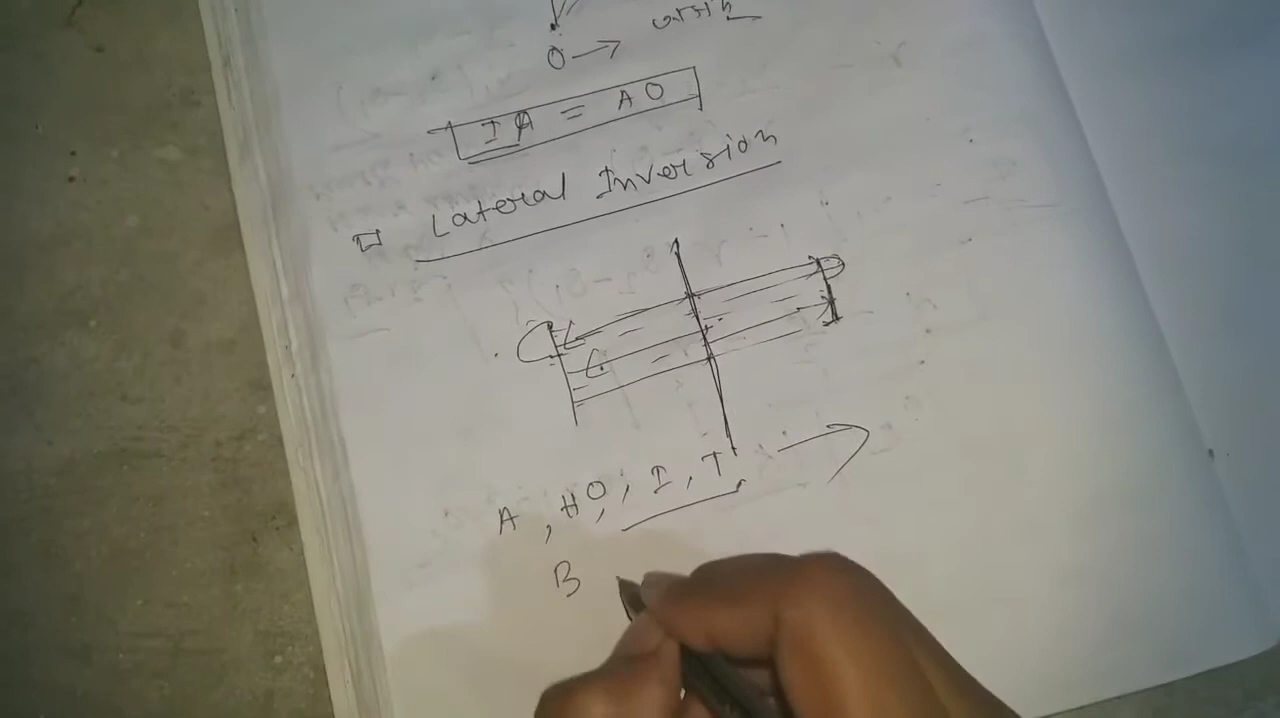 O →
IA = AO
Lateral Inversion
P
A, H, O, I, T →
B